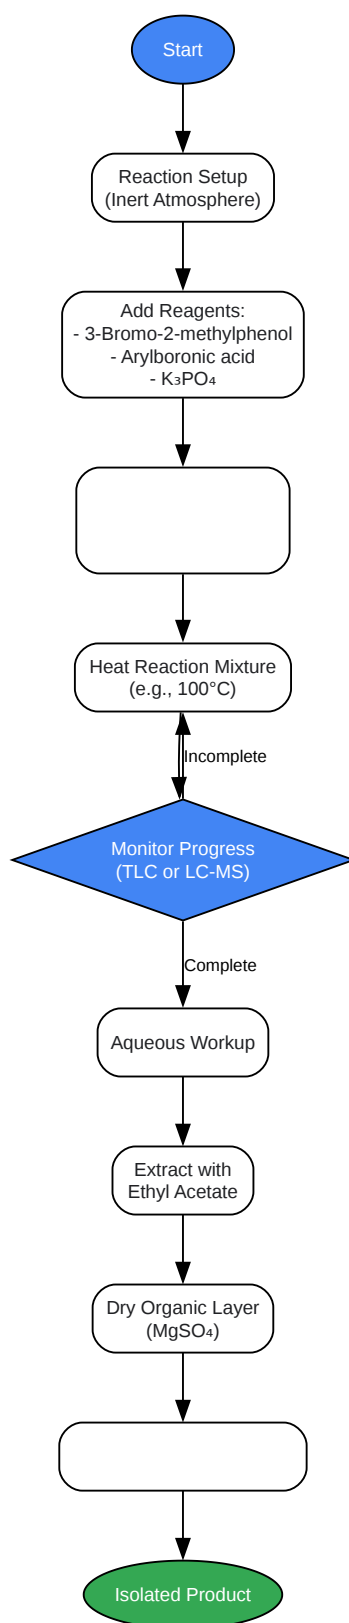 Start
Reaction Setup
(Inert Atmosphere)
Add Reagents:
- 3-Bromo-2-methylphenol
- Arylboronic acid
- K₃PO₄
Heat Reaction Mixture
(e.g., 100°C)
Incomplete
Monitor Progress
(TLC or LC-MS)
Complete
Aqueous Workup
Extract with
Ethyl Acetate
Dry Organic Layer
(MgSO₄)
Isolated Product